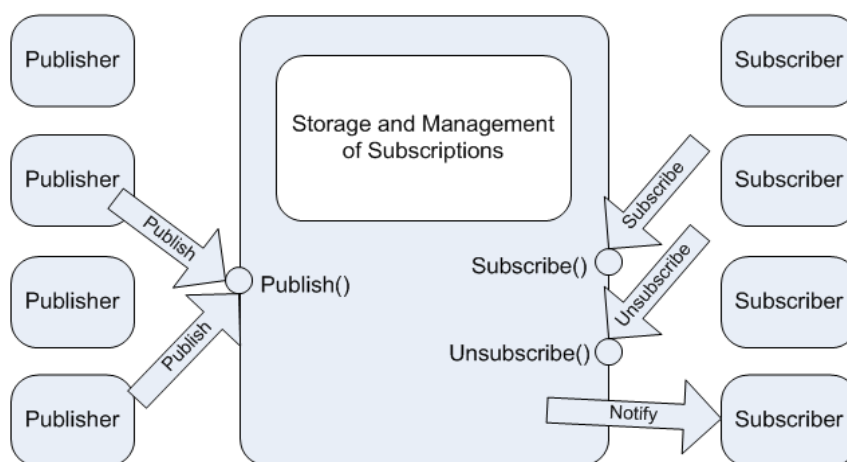 Publisher
Publisher
Publisher
Publisher
Publish
Publish
Storage and Management
of Subscriptions
Publish()
Subscribe()
Unsubscribe()
Subscribe
Unsubscribe
Notify
Subscriber
Subscriber
Subscriber
Subscriber